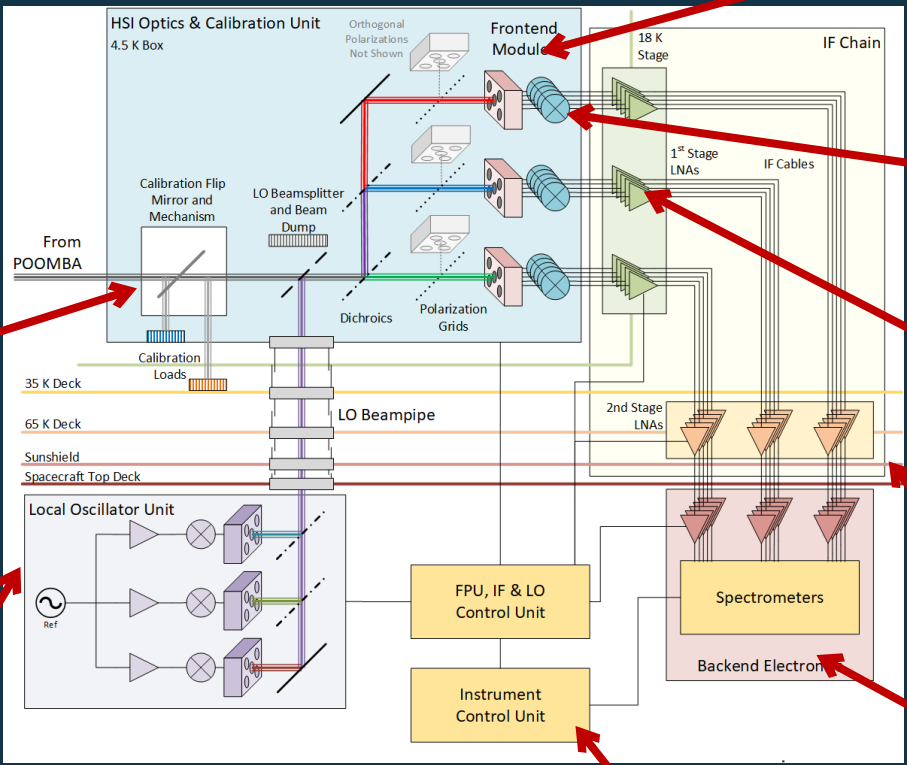 HSI Optics & Calibration Unit
4.5 K Box
Orthogonal
Polarizations
Not Shown
Frontend
Module
18 K
Stage
IF Chain
1st Stage
LNAs
IF Cables
Calibration Flip
Mirror and
Mechanism
LO Beamsplitter
and Beam
Dump
From
POOMBA
Dichroics
Polarization
Grids
Calibration
Loads
35 K Deck
LO Beampipe
2nd Stage
LNAs
65 K Deck
Sunshield
Spacecraft Top Deck
Local Oscillator Unit
Ref
FPU, IF & LO
Control Unit
Spectrometers
Backend Electron
Instrument
Control Unit